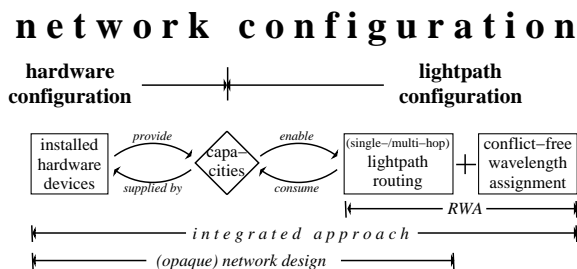 network configuration
hardware
configuration
lightpath
configuration
installed
hardware
devices
provide
supplied by
capa-
cities
enable
consume
(single-/multi-hop)
lightpath
routing
+
conflict-free
wavelength
assignment
RWA
integrated approach
(opaque) network design